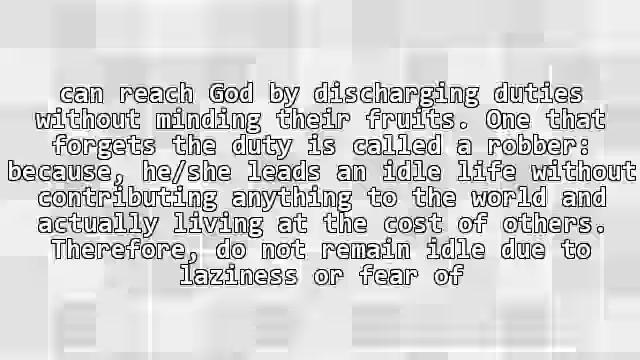 can reach God by discharging duties
without minding their fruits. One that
forgets the duty is called a robber:
because, he/she leads an idle life without
contributing anything to the world and
actually living at the cost of others.
Therefore, do not remain idle due to
laziness or fear of